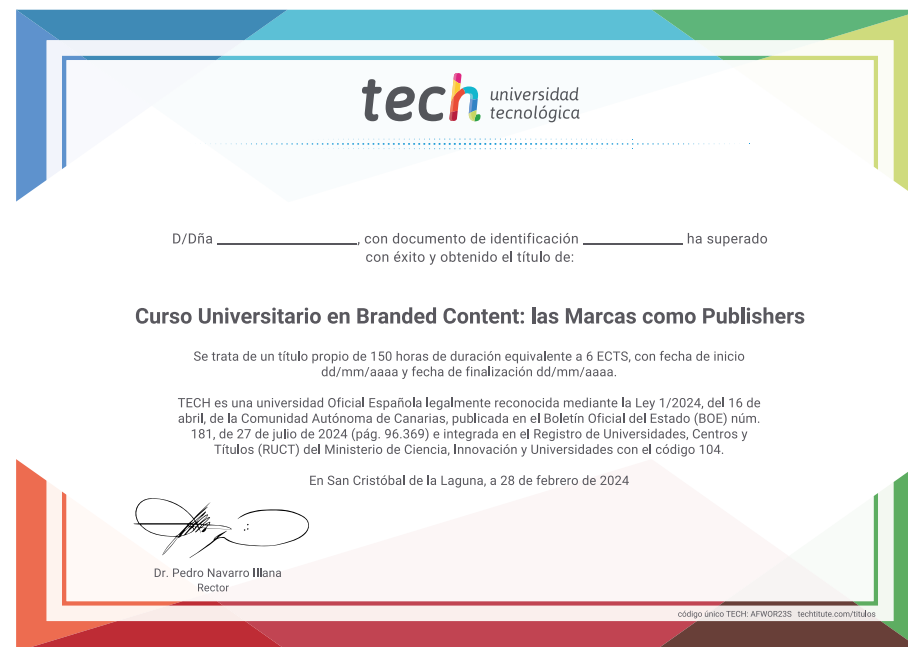 tech universidad
tecnológica
D/Dña ____________________, con documento de identificación ______________ ha superado
con éxito y obtenido el título de:
Curso Universitario en Branded Content: las Marcas como Publishers
Se trata de un título propio de 150 horas de duración equivalente a 6 ECTS, con fecha de inicio
dd/mm/aaaa y fecha de finalización dd/mm/aaaa.
TECH es una universidad Oficial Española legalmente reconocida mediante la Ley 1/2024, del 16 de
abril, de la Comunidad Autónoma de Canarias, publicada en el Boletín Oficial del Estado (BOE) núm.
181, de 27 de julio de 2024 (pág. 96.369) e integrada en el Registro de Universidades, Centros y
Títulos (RUCT) del Ministerio de Ciencia, Innovación y Universidades con el código 104.
En San Cristóbal de la Laguna, a 28 de febrero de 2024
Dr. Pedro Navarro Illana
Rector
código único TECH: AFWOR23S techtitute.com/titulos